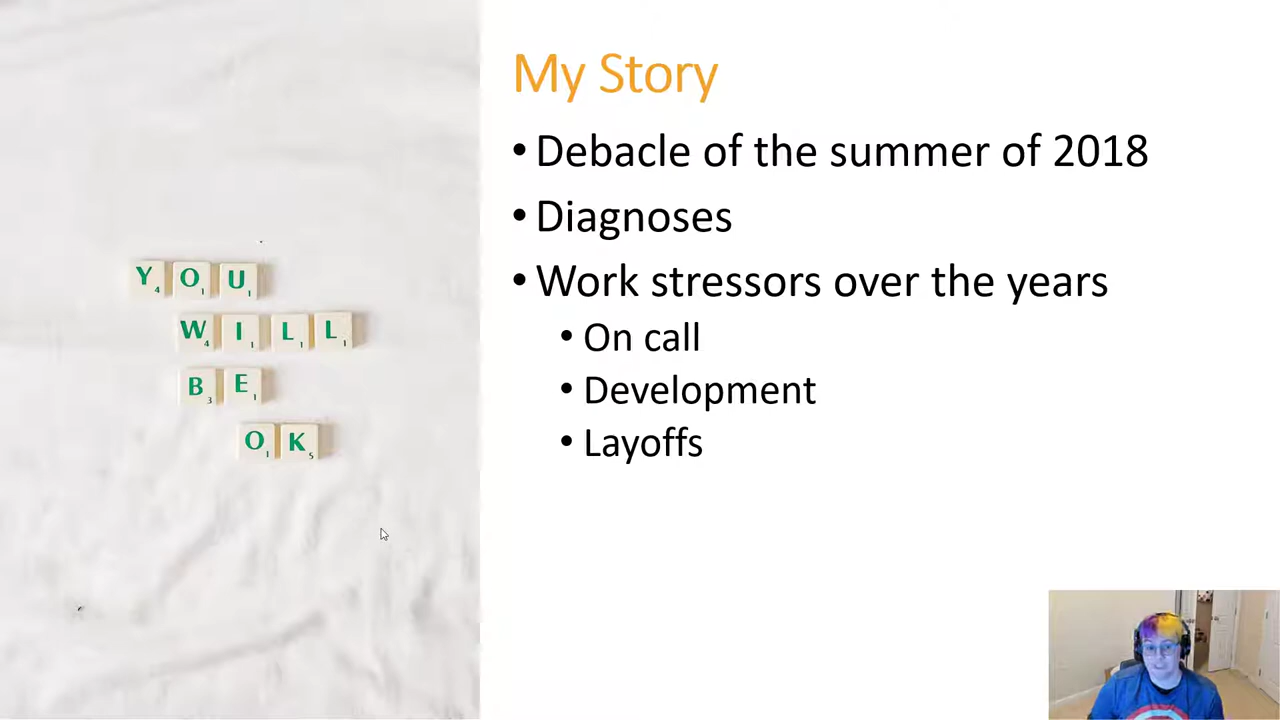 YOU
WILL
BE
OK
My Story
• Debacle of the summer of 2018
• Diagnoses
• Work stressors over the years
• On call
• Development
• Layoffs